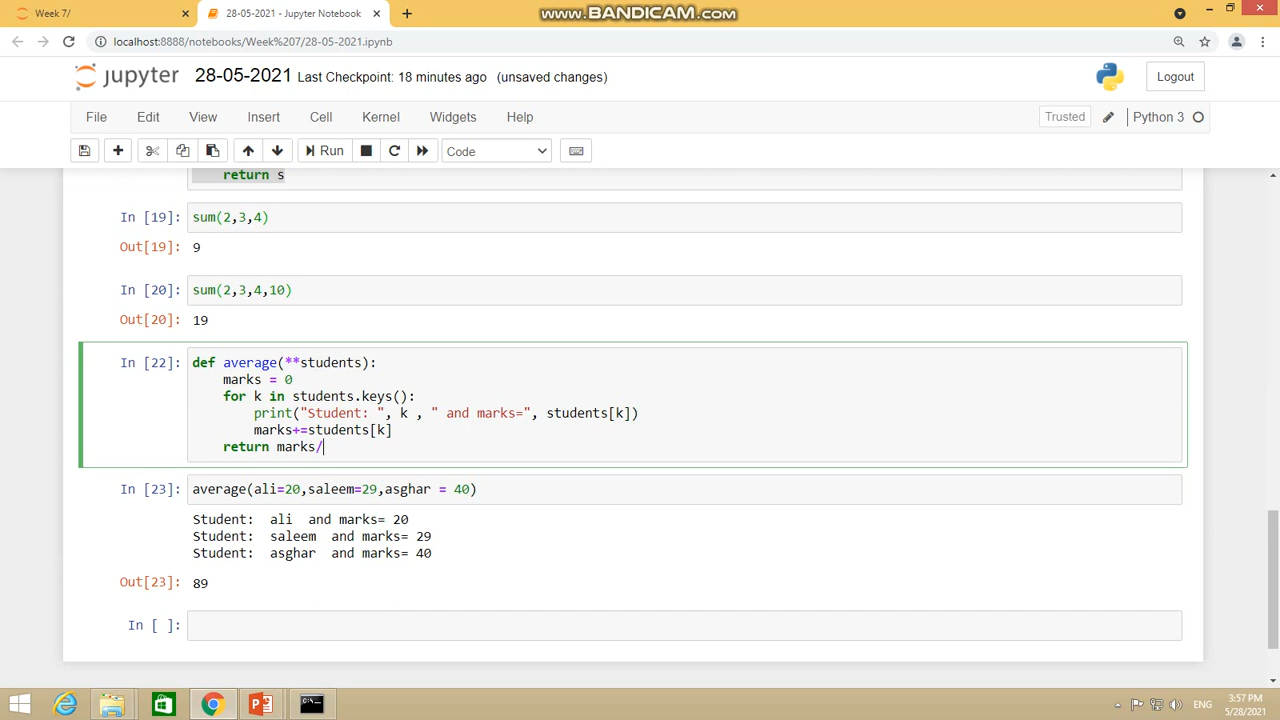 Week 7/
28-05-2021 - Jupyter Notebook
www.BANDICAM.com
localhost:8888/notebooks/Week%207/28-05-2021.ipynb
jupyter 28-05-2021 Last Checkpoint: 18 minutes ago (unsaved changes)
Logout
File Edit View Insert Cell Kernel Widgets Help
Trusted Python 3
Run Code
return s
In [19]: sum(2,3,4)
Out[19]: 9
In [20]: sum(2,3,4,10)
Out[20]: 19
In [22]: def average(**students):
marks = 0
for k in students.keys():
print("Student: ", k , " and marks=", students[k])
marks+=students[k]
return marks/
In [23]: average(ali=20,saleem=29,asghar = 40)
Student:  ali  and marks= 20
Student:  saleem  and marks= 29
Student:  asghar  and marks= 40
Out[23]: 89
In [ ]:
ENG
3:57 PM
5/28/2021